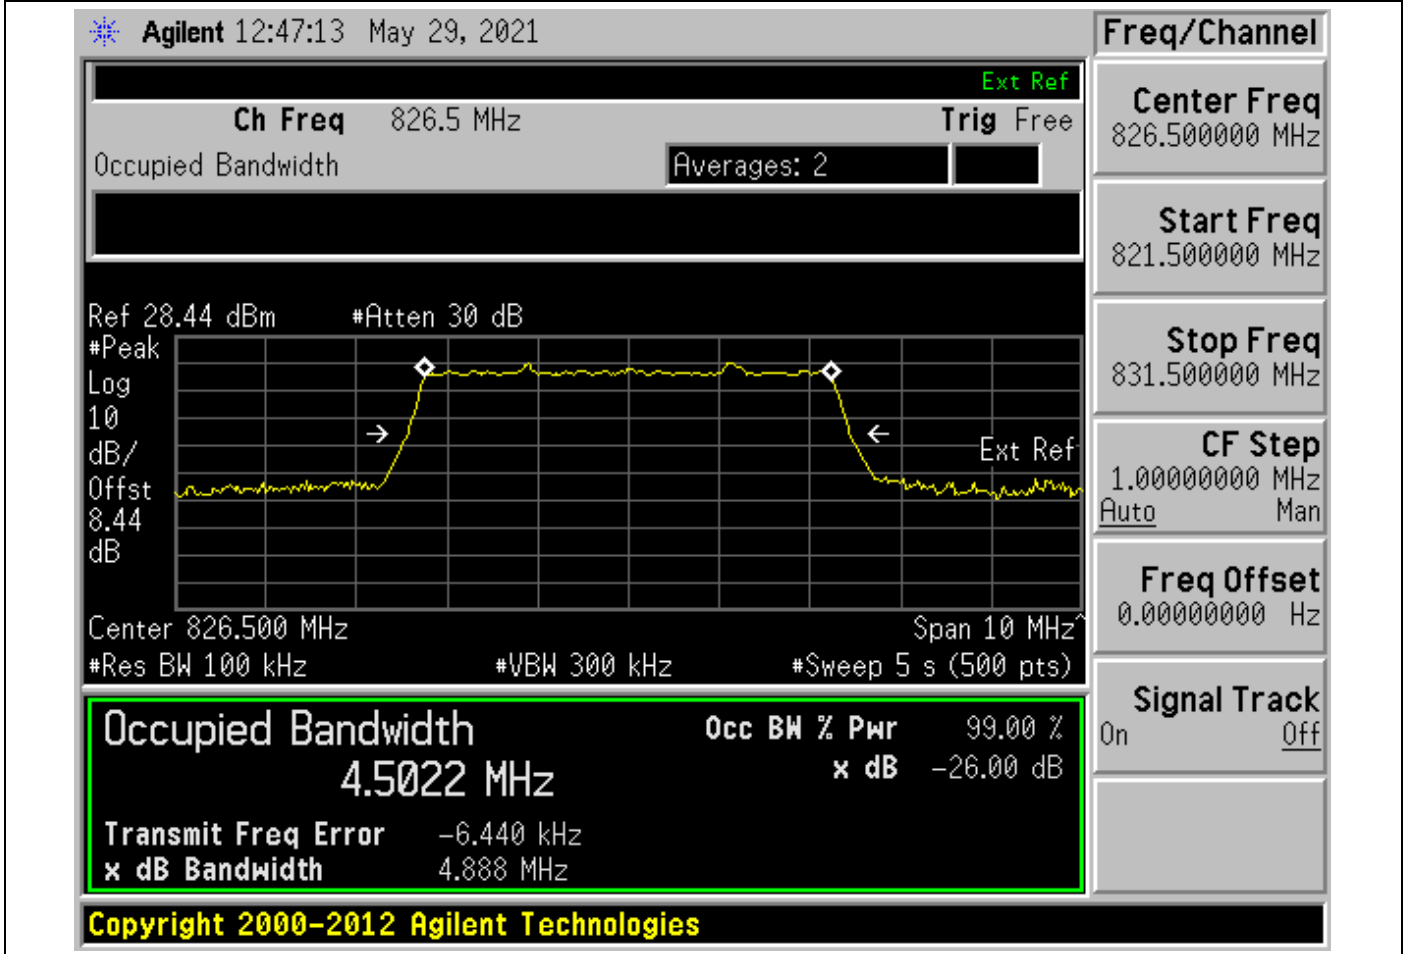 Agilent 12:47:13 May 29, 2021
Freq/Channel
Ext Ref
Ch Freq 826.5 MHz Trig Free
Occupied Bandwidth Averages: 2
Ref 28.44 dBm #Atten 30 dB
#Peak
Log
10
dB/
Offst
8.44
dB
Ext Ref
Center 826.500 MHz Span 10 MHz^
#Res BW 100 kHz #VBW 300 kHz #Sweep 5 s (500 pts)
Occupied Bandwidth Occ BW % Pwr 99.00 %
4.5022 MHz x dB -26.00 dB
Transmit Freq Error -6.440 kHz
x dB Bandwidth 4.888 MHz
Copyright 2000-2012 Agilent Technologies
Center Freq
826.500000 MHz
Start Freq
821.500000 MHz
Stop Freq
831.500000 MHz
CF Step
1.00000000 MHz
Auto Man
Freq Offset
0.00000000 Hz
Signal Track
On Off